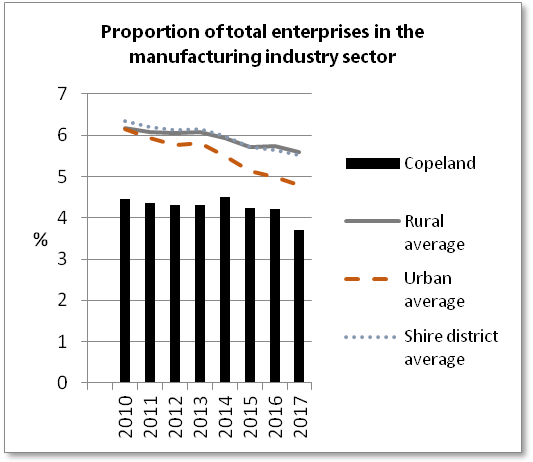 Proportion of total enterprises in the
manufacturing industry sector
7
6
5
4
3
2
1
0
%
2010
2011
2012
2013
2014
2015
2016
2017
Copeland
Rural
average
Urban
average
Shire district
average